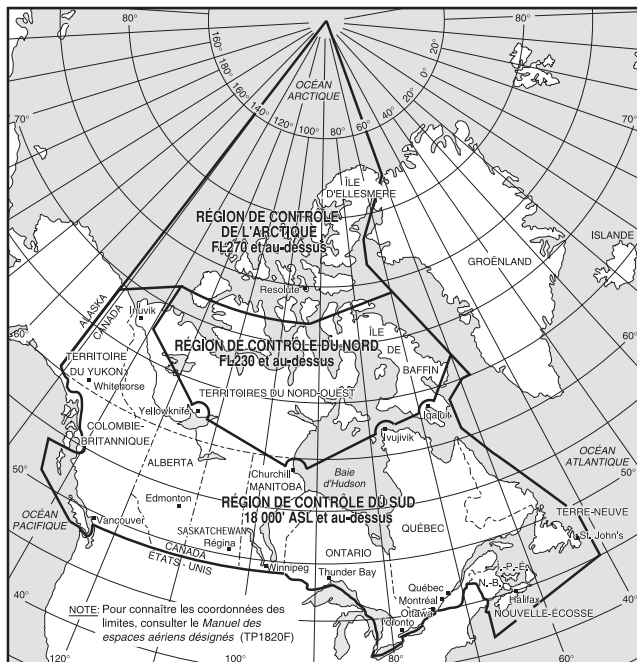 80°
80°
160°
160°
160°
140°
120°
100°
80°
60°
40°
20°
0°
20°
OCÉAN
ARCTIQUE
70°
70°
ÎLE
D'ELLESMERE
RÉGION DE CONTRÔLE
DE L'ARCTIQUE
FL270 et au-dessus
ISLANDE
GROËNLAND
Resolute
ALASKA
CANADA
Inuvik
60°
60°
RÉGION DE CONTRÔLE DU NORD
FL230 et au-dessus
ÎLE
DE
BAFFIN
TERRITOIRE
DU YUKON
Whitehorse
TERRITOIRES DU NORD-OUEST
Yellowknife
Iqaluit
COLOMBIE-
BRITANNIQUE
Ivujivik
ALBERTA
Churchill
MANITOBA
Baie
d'Hudson
OCÉAN
ATLANTIQUE
50°
50°
Edmonton
RÉGION DE CONTRÔLE DU SUD
18 000' ASL et au-dessus
OCÉAN
PACIFIQUE
Vancouver
SASKATCHEWAN
Régina
QUÉBEC
TERRE-NEUVE
St. John's
CANADA
ÉTATS - UNIS
ONTARIO
Winnipeg
Thunder Bay
I.-P.-É.
N.-B.
Québec
Montréal
Ottawa
Toronto
Halifax
NOUVELLE-ÉCOSSE
40°
40°
NOTE: Pour connaître les coordonnées des
limites, consulter le Manuel des
espaces aériens désignés (TP1820F)
120°
100°
80°
60°